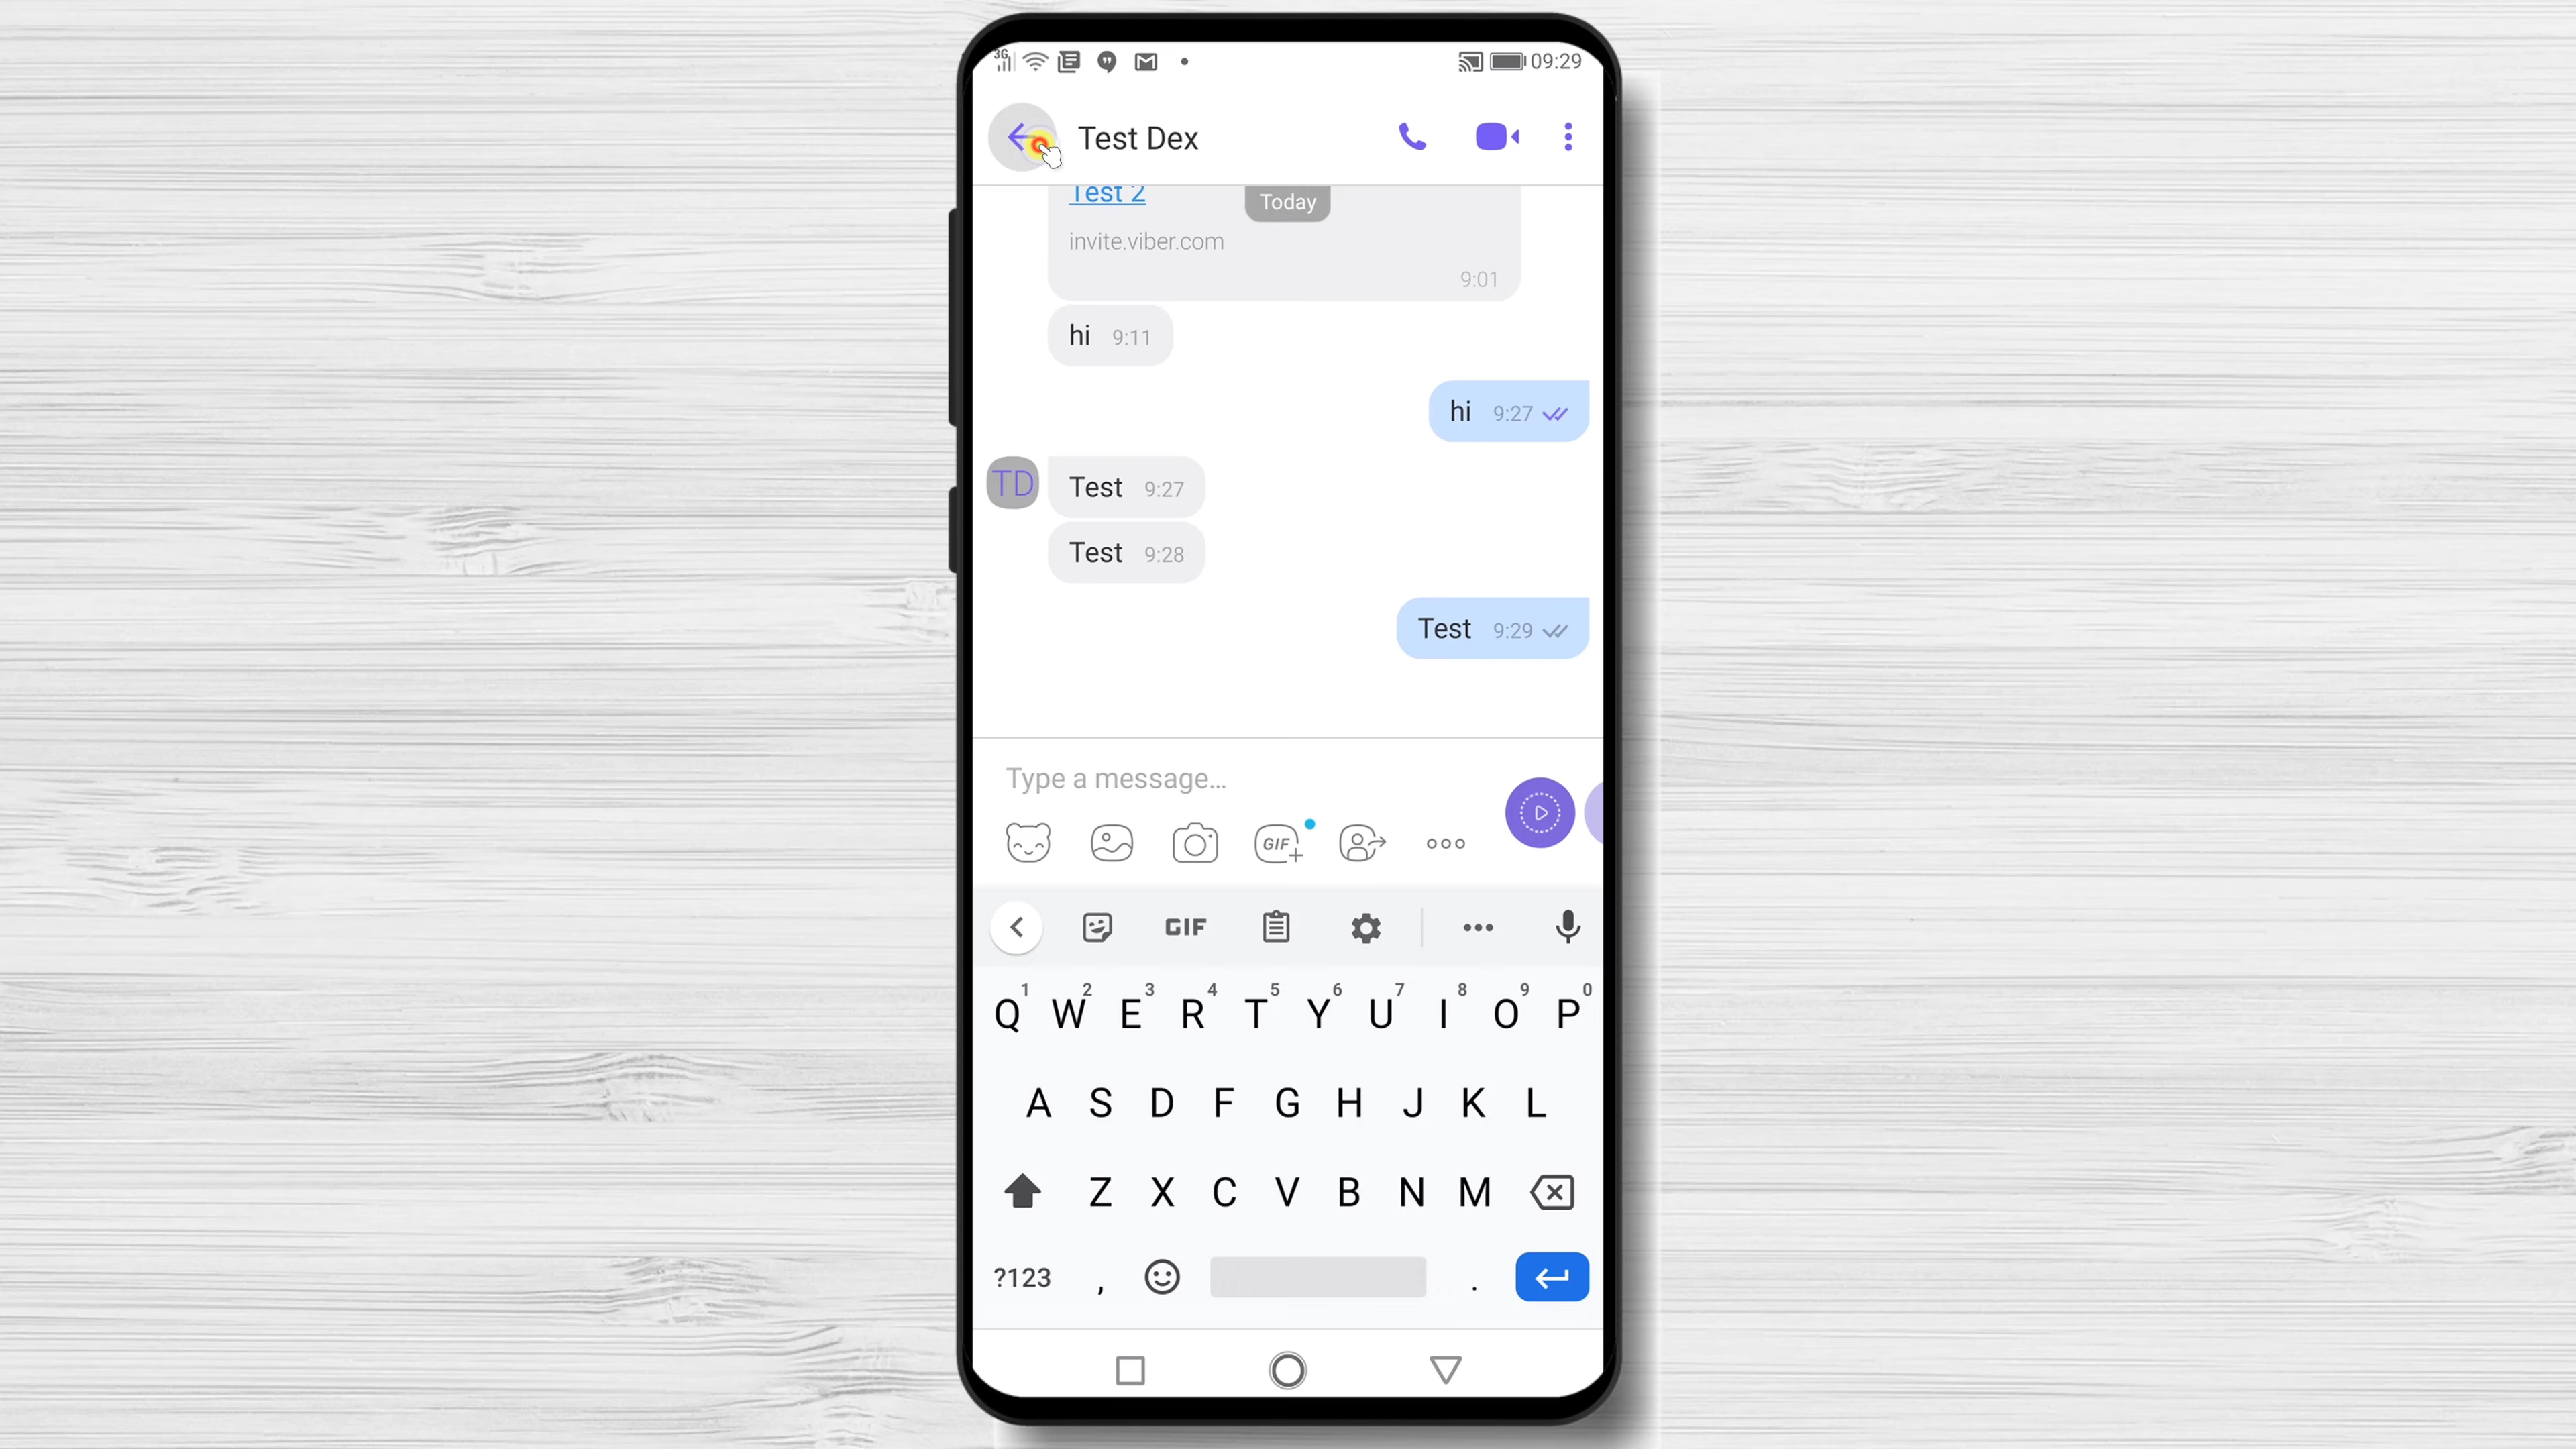 3G 09:29
Test Dex
Test 2
Today
invite.viber.com
9:01
hi 9:11
hi 9:27
TD Test 9:27
Test 9:28
Test 9:29
Type a message...
GIF+
GIF
1 2 3 4 5 6 7 8 9 0
Q W E R T Y U I O P
A S D F G H J K L
Z X C V B N M
?123 , .